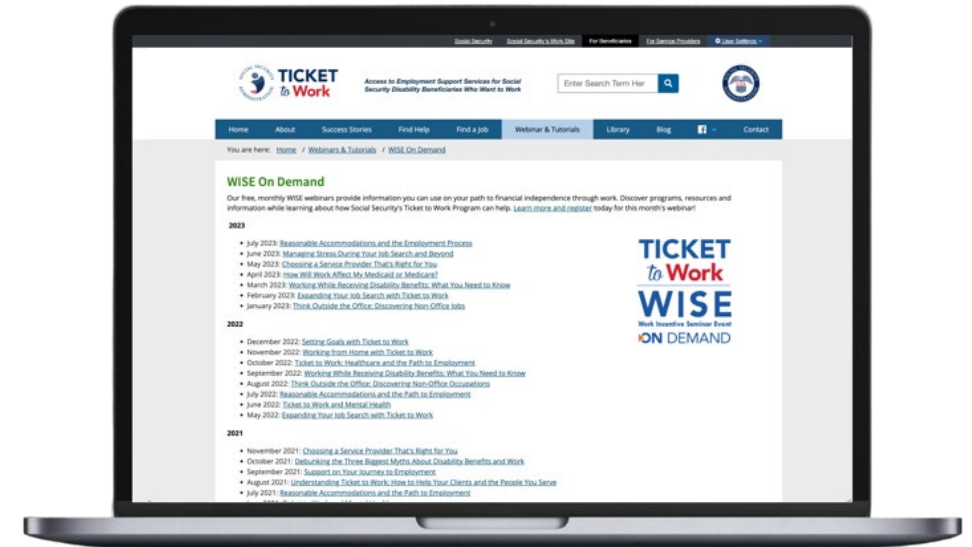 Social Security Social Security's Work Site For Beneficiaries For Service Providers User Settings
TICKET
to Work
SOCIAL SECURITY
ADMINISTRATION
Access to Employment Support Services for Social
Security Disability Beneficiaries Who Want to Work
Enter Search Term Her
Home About Success Stories Find Help Find a Job Webinar & Tutorials Library Blog Contact
You are here: Home / Webinars & Tutorials / WISE On Demand
WISE On Demand
Our free, monthly WISE webinars provide information you can use on your path to financial independence through work. Discover programs, resources and
information while learning about how Social Security's Ticket to Work Program can help. Learn more and register today for this month's webinar!
2023
• July 2023: Reasonable Accommodations and the Employment Process
• June 2023: Managing Stress During Your Job Search and Beyond
• May 2023: Choosing a Service Provider That's Right for You
• April 2023: How Will Work Affect My Medicaid or Medicare?
• March 2023: Working While Receiving Disability Benefits: What You Need to Know
• February 2023: Expanding Your Job Search with Ticket to Work
• January 2023: Think Outside the Office: Discovering Non-Office Jobs
TICKET
to Work
WISE
Work Incentive Seminar Event
ON DEMAND
2022
• December 2022: Setting Goals with Ticket to Work
• November 2022: Working from Home with Ticket to Work
• October 2022: Ticket to Work: Healthcare and the Path to Employment
• September 2022: Working While Receiving Disability Benefits: What You Need to Know
• August 2022: Think Outside the Office: Discovering Non-Office Occupations
• July 2022: Reasonable Accommodations and the Path to Employment
• June 2022: Ticket to Work and Mental Health
• May 2022: Expanding Your Job Search with Ticket to Work
2021
• November 2021: Choosing a Service Provider That's Right for You
• October 2021: Debunking the Three Biggest Myths About Disability Benefits and Work
• September 2021: Support on Your Journey to Employment
• August 2021: Understanding Ticket to Work: How to Help Your Clients and the People You Serve
• July 2021: Reasonable Accommodations and the Path to Employment